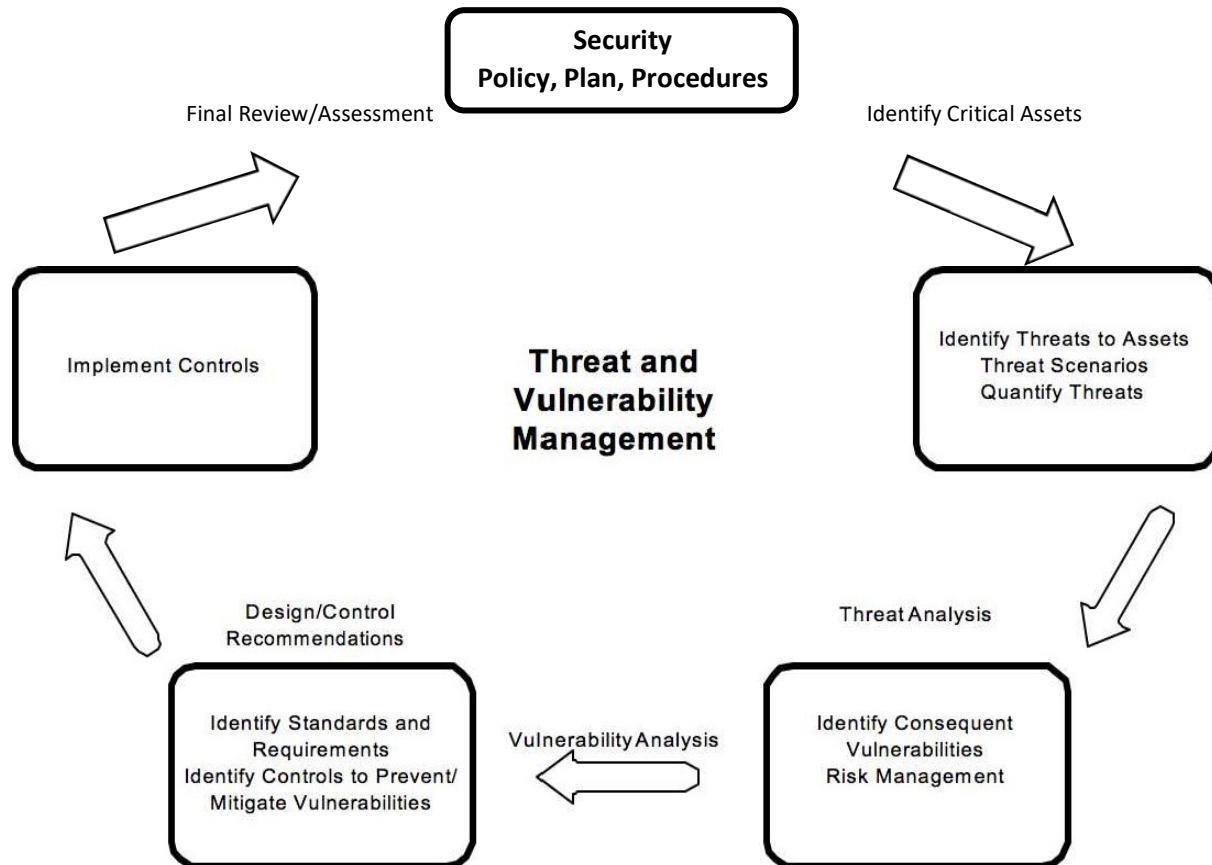 Security
Policy, Plan, Procedures
Final Review/Assessment
Identify Critical Assets
Implement Controls
Threat and
Vulnerability
Management
Identify Threats to Assets
Threat Scenarios
Quantify Threats
Design/Control
Recommendations
Threat Analysis
Identify Standards and
Requirements
Identify Controls to Prevent/
Mitigate Vulnerabilities
Vulnerability Analysis
Identify Consequent
Vulnerabilities
Risk Management